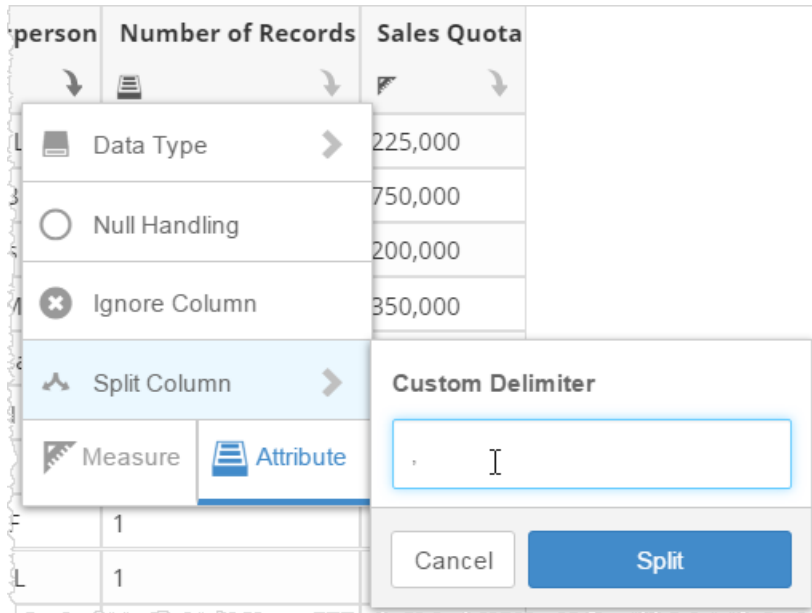 person Number of Records Sales Quota
L Data Type 225,000
Null Handling 750,000
200,000
Ignore Column 350,000
Split Column Custom Delimiter
Measure Attribute ,
F 1 Cancel Split
L 1